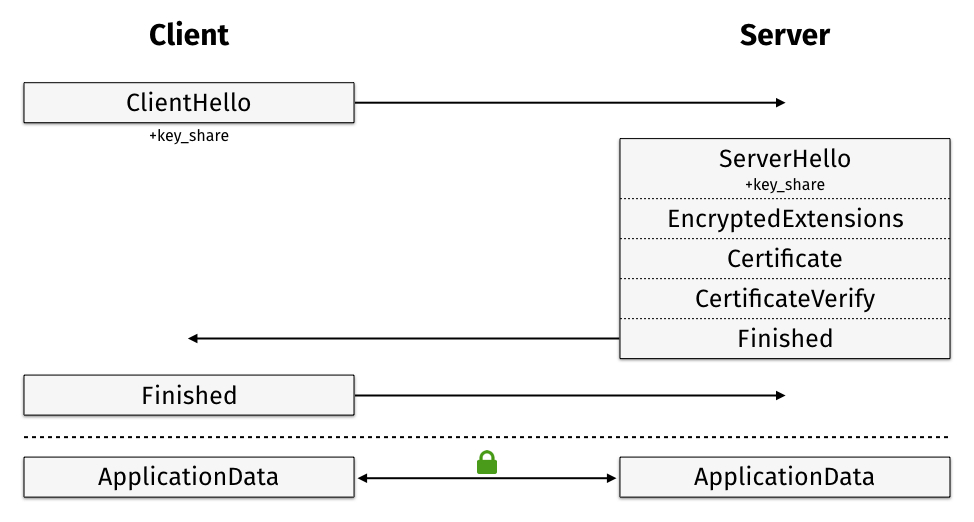 Client
Server
ClientHello
+key_share
ServerHello
+key_share
EncryptedExtensions
Certificate
CertificateVerify
Finished
Finished
ApplicationData
ApplicationData